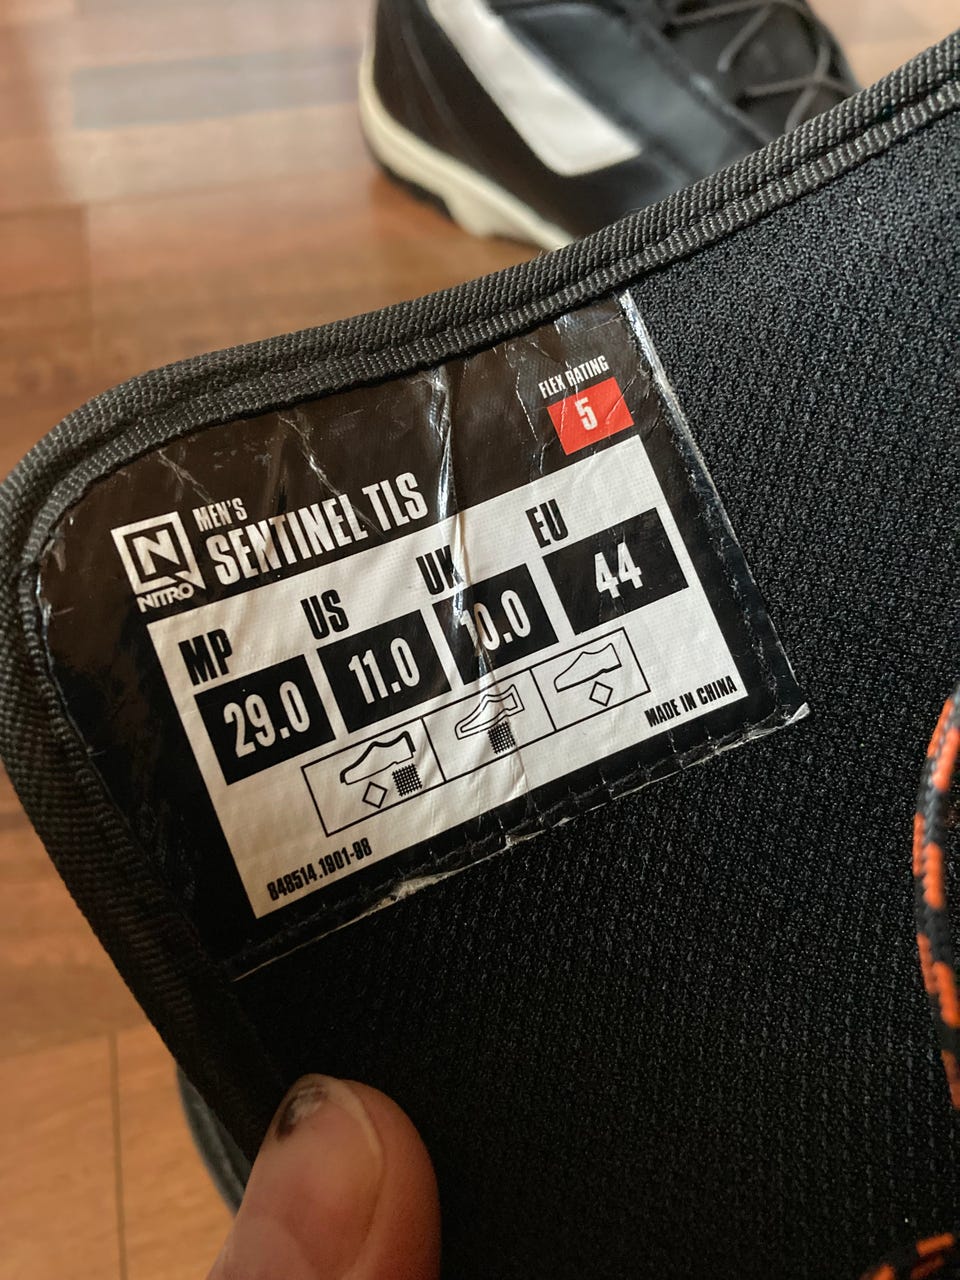 FLEX RATING
5
N
NITRO
MEN'S
SENTINEL TLS
MP US UK EU
29.0 11.0 10.0 44
MADE IN CHINA
848514.1901-98